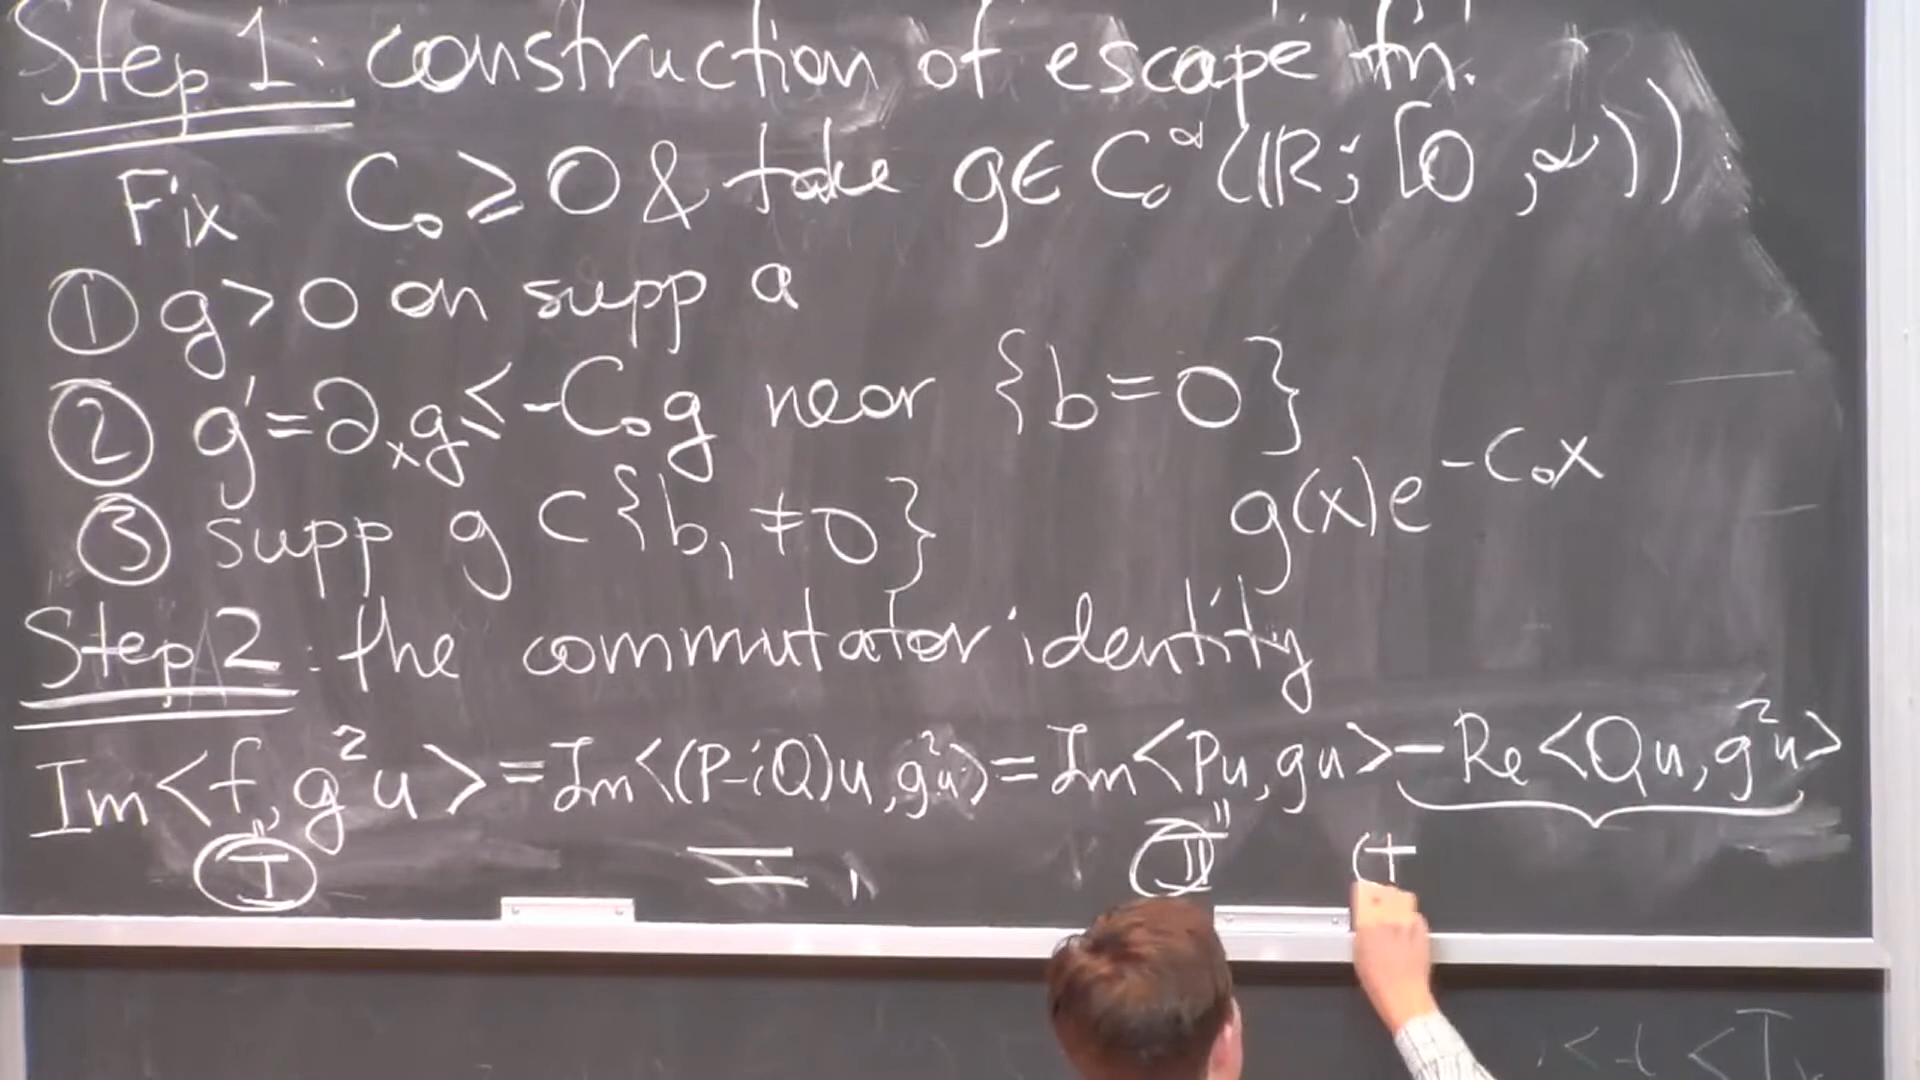 Step 1: construction of escape fn.
Fix C₀ ≥ 0 & take g ∈ C₀^∞(ℝ; [0, ∞))
① g > 0 on supp a
② g' = ∂ₓg ≤ -C₀g near {b = 0}
③ supp g ⊂ {b₁ ≠ 0} g(x)e^{-C₀x}
Step 2: the commutator identity
Im<f, g²u> = Im<(P-iQ)u, g²u> = Im<Pu, gu> - Re<Qu, g²u>
Ⅰ Ⅱ